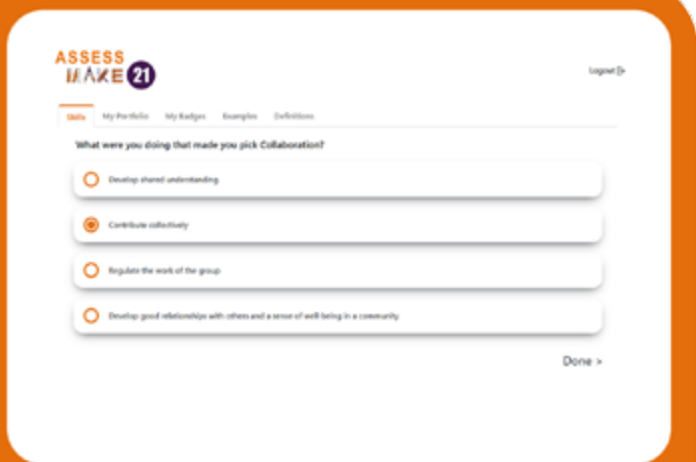 ASSESS
MAKE 21
Logout
Skills My Portfolio My Badges Examples Definitions
What were you doing that made you pick Collaboration?
Develop shared understanding
Contribute collectively
Regulate the work of the group
Develop good relationships with others and a sense of well-being in a community.
Done >